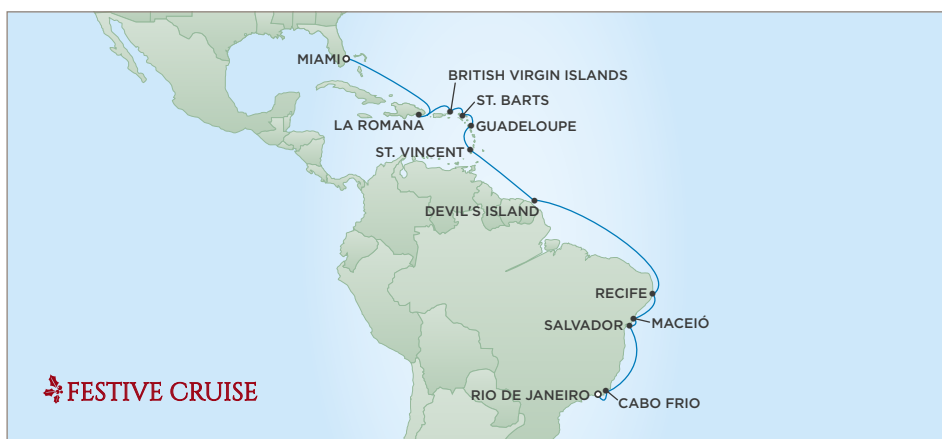 MIAMI
BRITISH VIRGIN ISLANDS
ST. BARTS
LA ROMANA
GUADELOUPE
ST. VINCENT
DEVIL'S ISLAND
RECIFE
SALVADOR
MACEIÓ
FESTIVE CRUISE
RIO DE JANEIRO
CABO FRIO